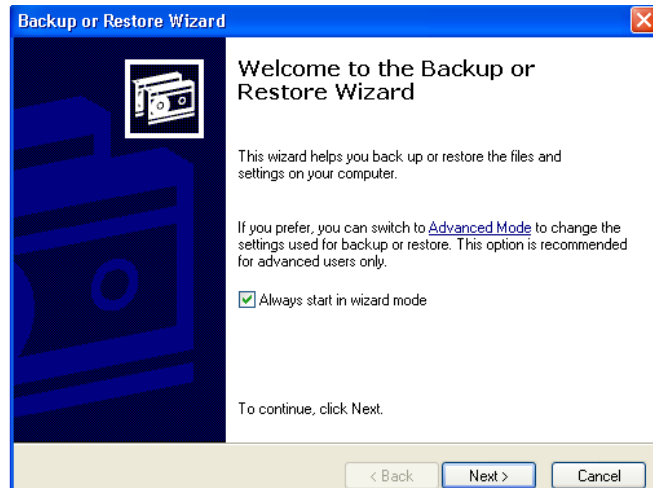 Backup or Restore Wizard
Welcome to the Backup or
Restore Wizard
This wizard helps you back up or restore the files and
settings on your computer.
If you prefer, you can switch to Advanced Mode to change the
settings used for backup or restore. This option is recommended
for advanced users only.
Always start in wizard mode
To continue, click Next.
< Back Next > Cancel